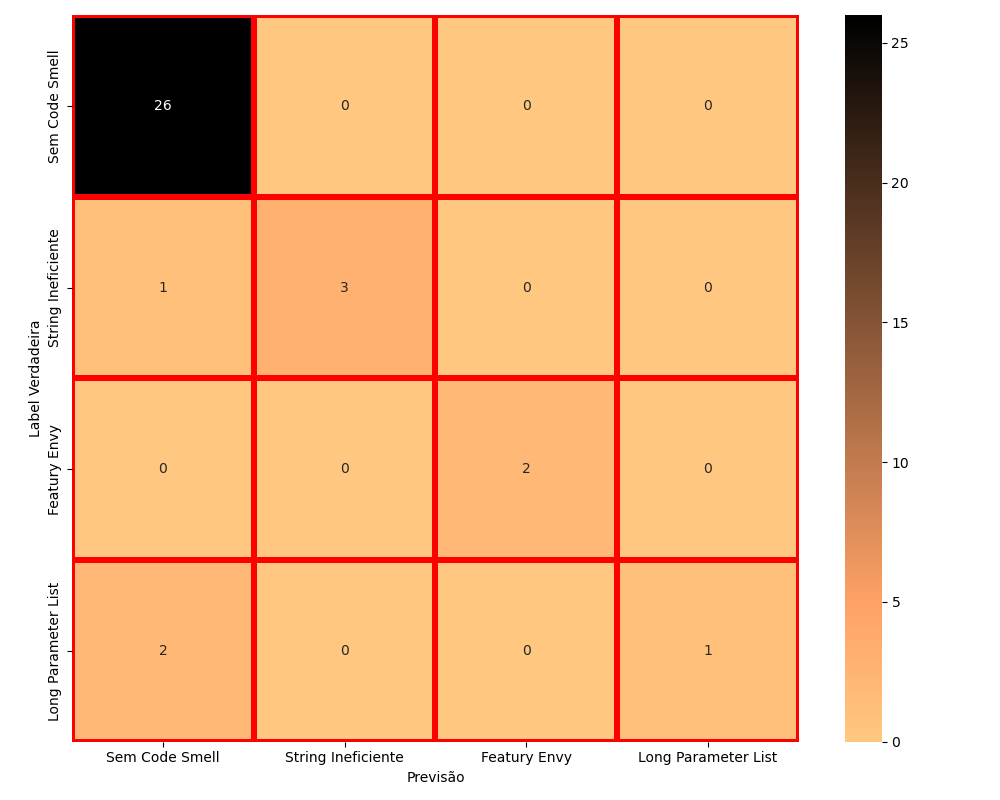 Label Verdadeira
Sem Code Smell
26 0 0 0
String Ineficiente
1 3 0 0
Featury Envy
0 0 2 0
Long Parameter List
2 0 0 1
Sem Code Smell String Ineficiente Featury Envy Long Parameter List
Previsão
25
20
15
10
5
0